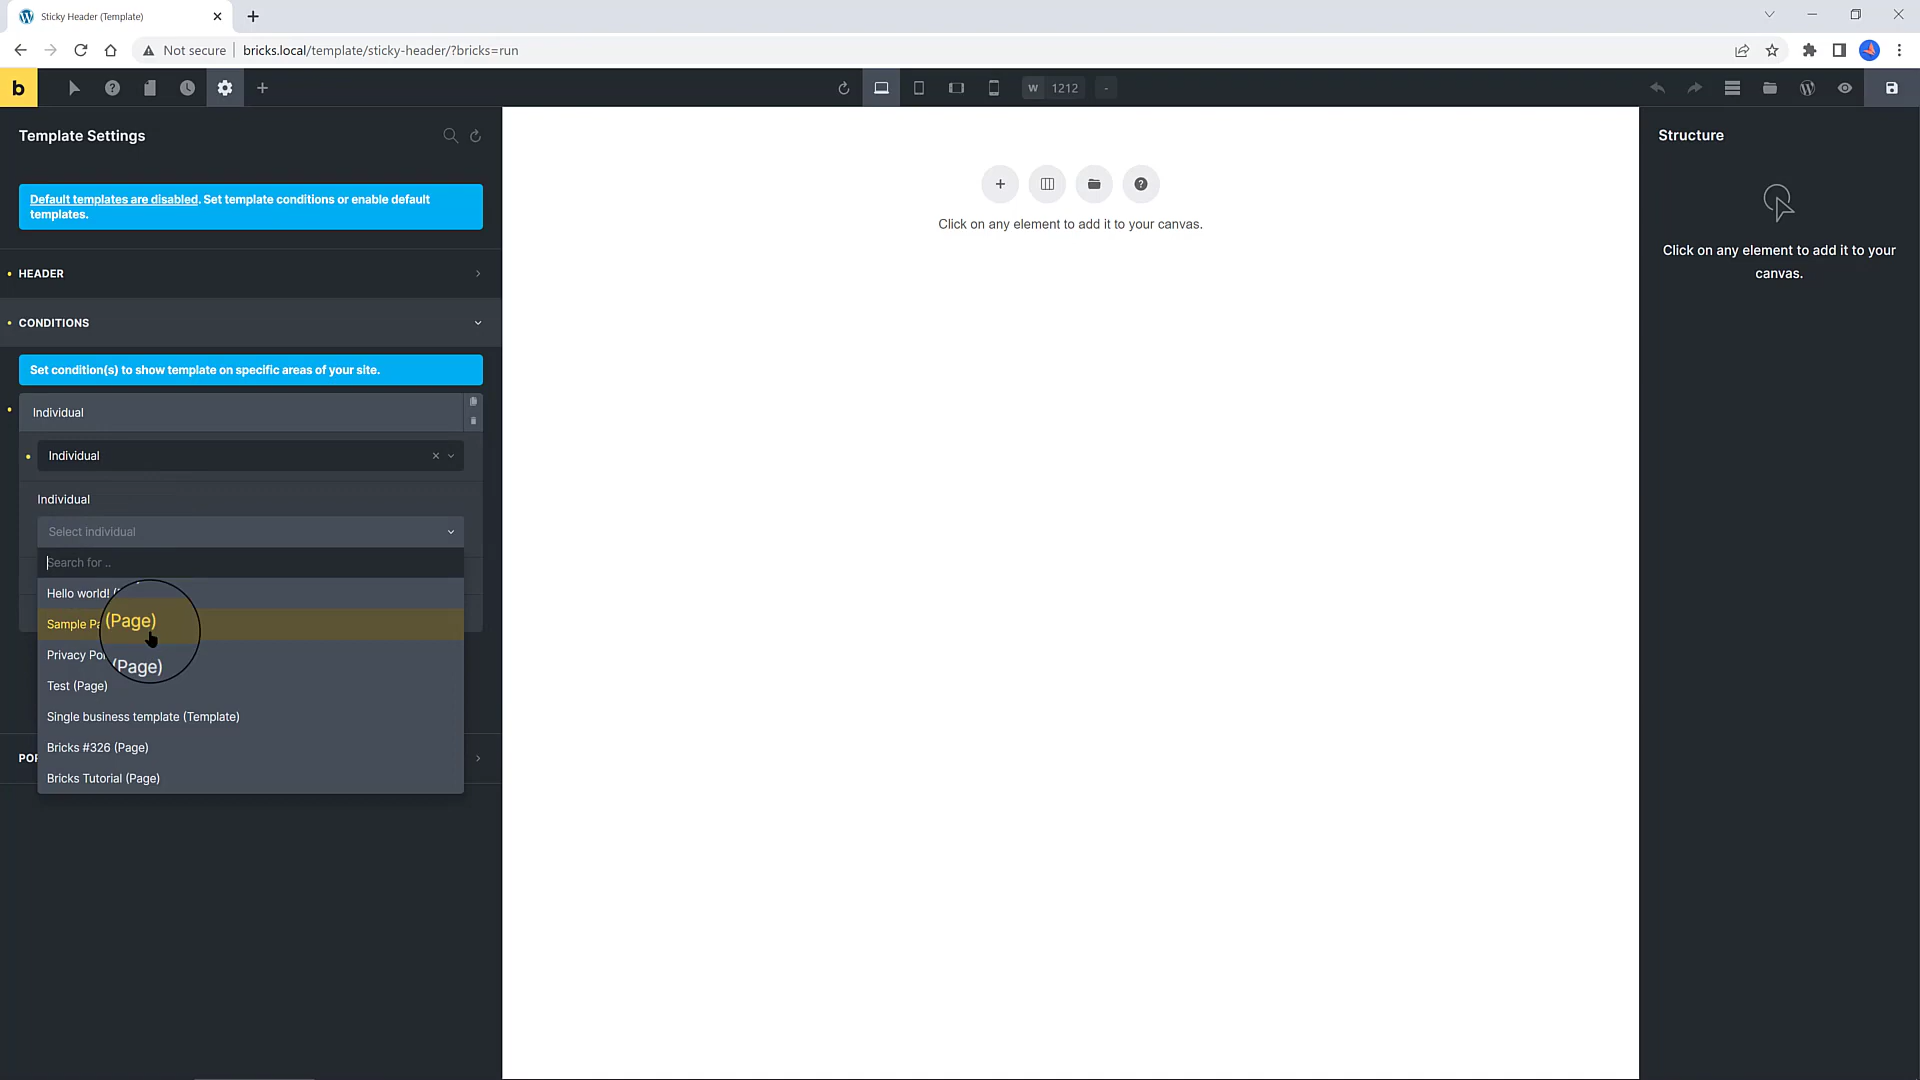 Sticky Header (Template)
Not secure
bricks.local/template/sticky-header/?bricks=run
b
W 1212 -
Template Settings
Default templates are disabled. Set template conditions or enable default
templates.
HEADER
CONDITIONS
Set condition(s) to show template on specific areas of your site.
Individual
Individual
Individual
Select individual
Search for ..
Hello world! (
Sample Pa (Page)
Privacy Pol (Page)
Test (Page)
Single business template (Template)
Bricks #326 (Page)
Bricks Tutorial (Page)
POP
Click on any element to add it to your canvas.
Structure
Click on any element to add it to your
canvas.